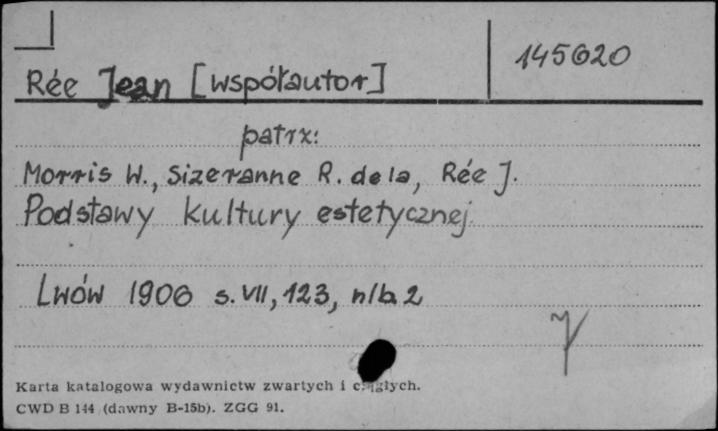 145620
Rée Jean [współautor]
patrz:
Morris W., Sizeranne R. de la, Rée J.
Podstawy kultury estetycznej
Lwów 1906 s. VII, 123, nlb 2
Karta katalogowa wydawnictw zwartych i ciągłych.
CWD B 144 (dawny B-15b). ZGG 91.